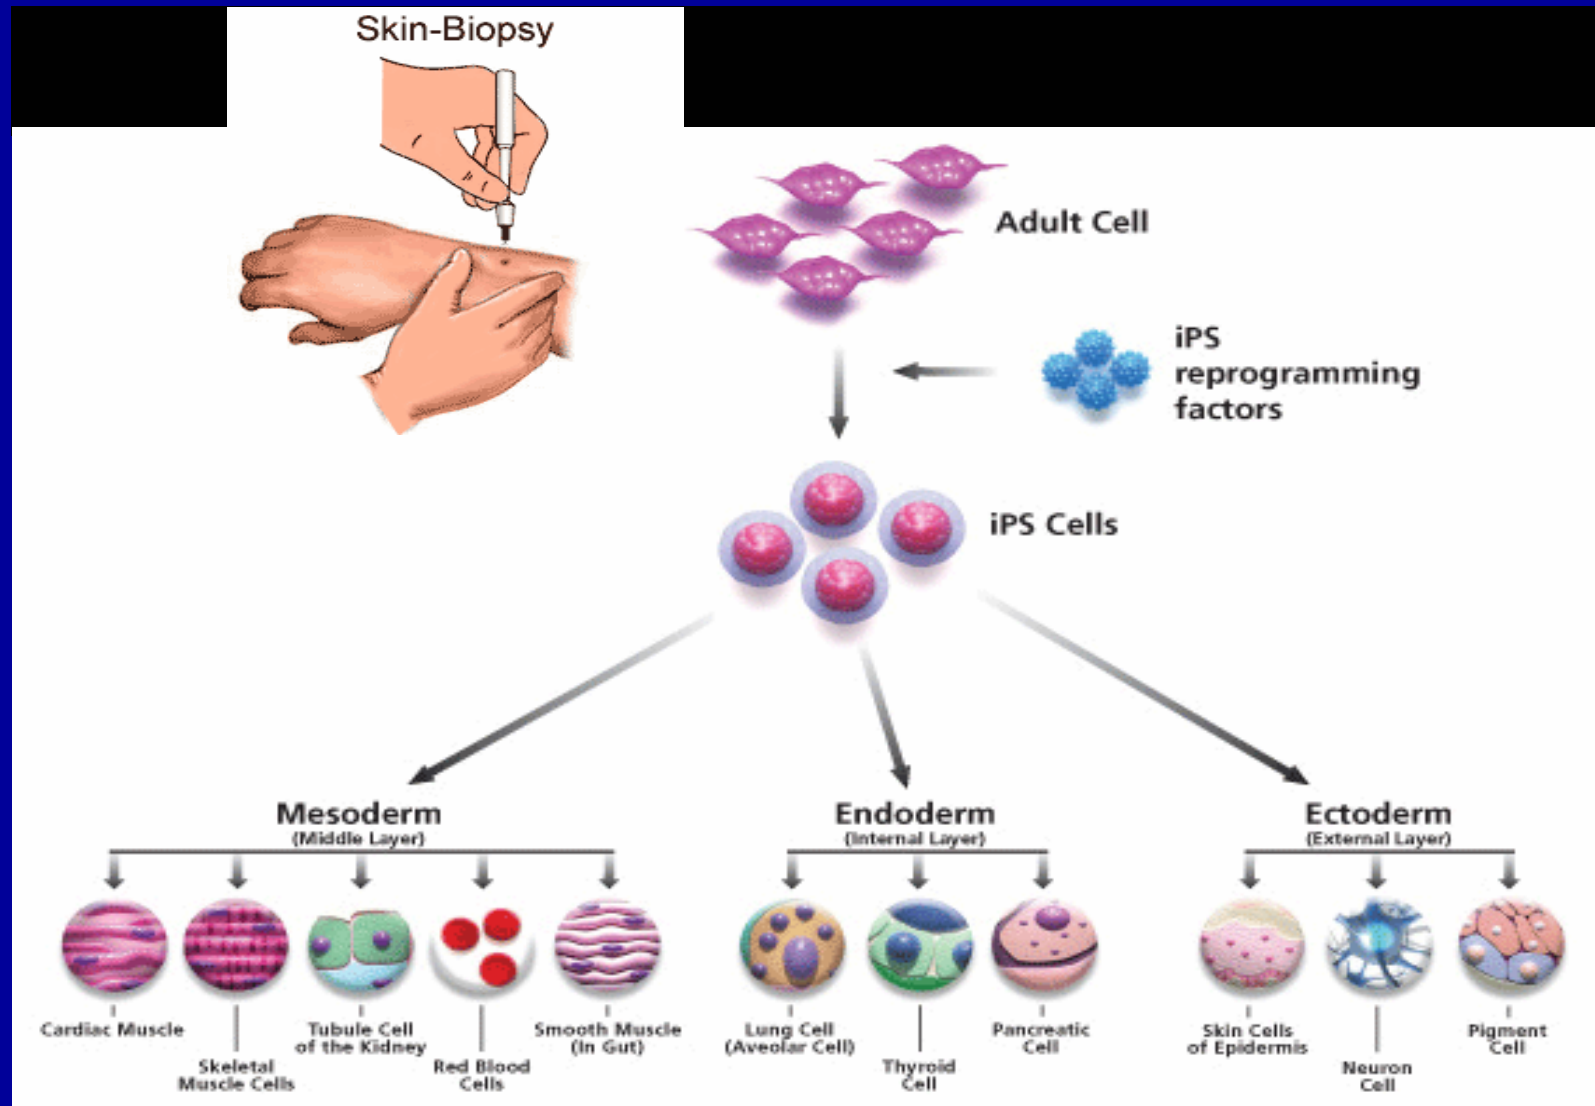 Skin-Biopsy
Adult Cell
iPS
reprogramming
factors
iPS Cells
Mesoderm
(Middle Layer)
Endoderm
(Internal Layer)
Ectoderm
(External Layer)
Cardiac Muscle
Skeletal
Muscle Cells
Tubule Cell
of the Kidney
Red Blood
Cells
Smooth Muscle
(In Gut)
Lung Cell
(Aveolar Cell)
Thyroid
Cell
Pancreatic
Cell
Skin Cells
of Epidermis
Neuron
Cell
Pigment
Cell